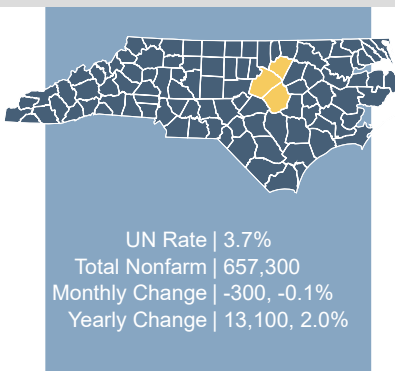 UN Rate | 3.7%
Total Nonfarm | 657,300
Monthly Change | -300, -0.1%
Yearly Change | 13,100, 2.0%